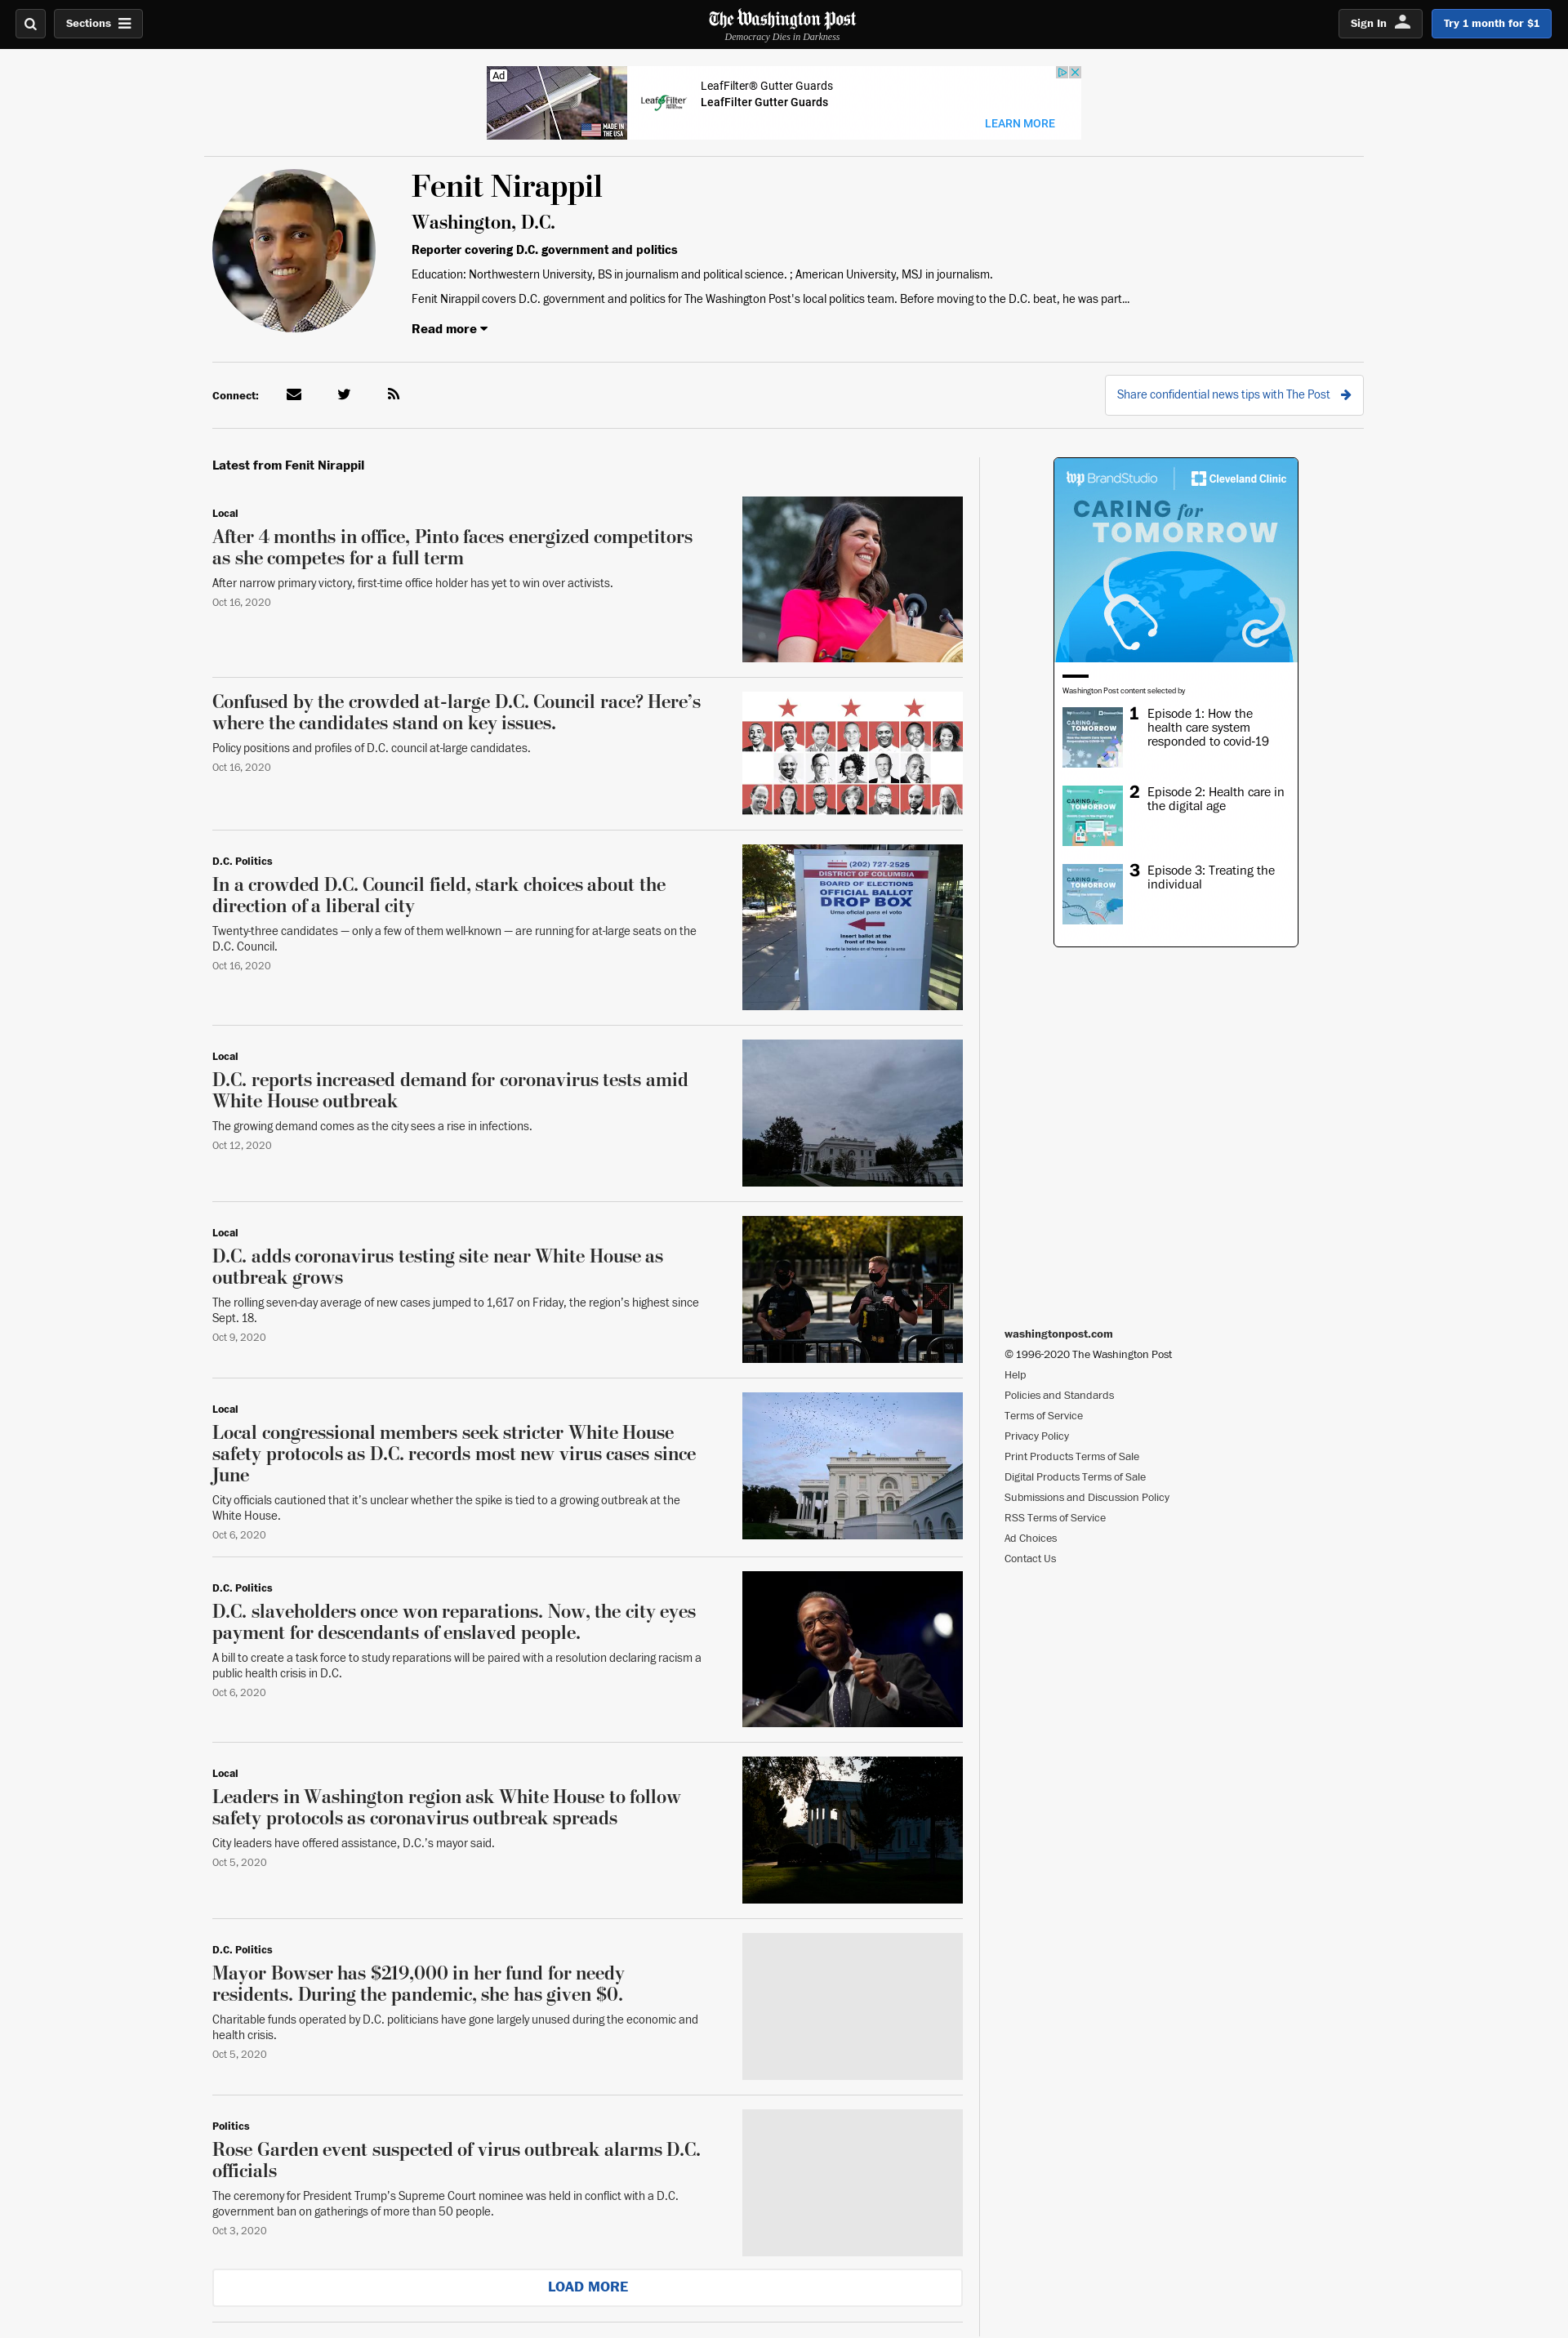 Sections
The Washington Post
Democracy Dies in Darkness
Sign In
Try 1 month for $1
Ad
MADE IN
THE USA
LeafFilter
LeafFilter® Gutter Guards
LeafFilter Gutter Guards
LEARN MORE
Fenit Nirappil
Washington, D.C.
Reporter covering D.C. government and politics
Education: Northwestern University, BS in journalism and political science. ; American University, MSJ in journalism.
Fenit Nirappil covers D.C. government and politics for The Washington Post's local politics team. Before moving to the D.C. beat, he was part...
Read more
Connect:
Share confidential news tips with The Post
Latest from Fenit Nirappil
Local
After 4 months in office, Pinto faces energized competitors
as she competes for a full term
After narrow primary victory, first-time office holder has yet to win over activists.
Oct 16, 2020
Confused by the crowded at-large D.C. Council race? Here’s
where the candidates stand on key issues.
Policy positions and profiles of D.C. council at-large candidates.
Oct 16, 2020
D.C. Politics
In a crowded D.C. Council field, stark choices about the
direction of a liberal city
Twenty-three candidates — only a few of them well-known — are running for at-large seats on the
D.C. Council.
Oct 16, 2020
(202) 727-2525
DISTRICT OF COLUMBIA
BOARD OF ELECTIONS
OFFICIAL BALLOT
DROP BOX
Urna oficial para el voto
Insert ballot at the
front of the box
Inserte la boleta en el frente de la urna
Local
D.C. reports increased demand for coronavirus tests amid
White House outbreak
The growing demand comes as the city sees a rise in infections.
Oct 12, 2020
Local
D.C. adds coronavirus testing site near White House as
outbreak grows
The rolling seven-day average of new cases jumped to 1,617 on Friday, the region’s highest since
Sept. 18.
Oct 9, 2020
Local
Local congressional members seek stricter White House
safety protocols as D.C. records most new virus cases since
June
City officials cautioned that it’s unclear whether the spike is tied to a growing outbreak at the
White House.
Oct 6, 2020
D.C. Politics
D.C. slaveholders once won reparations. Now, the city eyes
payment for descendants of enslaved people.
A bill to create a task force to study reparations will be paired with a resolution declaring racism a
public health crisis in D.C.
Oct 6, 2020
Local
Leaders in Washington region ask White House to follow
safety protocols as coronavirus outbreak spreads
City leaders have offered assistance, D.C.’s mayor said.
Oct 5, 2020
D.C. Politics
Mayor Bowser has $219,000 in her fund for needy
residents. During the pandemic, she has given $0.
Charitable funds operated by D.C. politicians have gone largely unused during the economic and
health crisis.
Oct 5, 2020
Politics
Rose Garden event suspected of virus outbreak alarms D.C.
officials
The ceremony for President Trump’s Supreme Court nominee was held in conflict with a D.C.
government ban on gatherings of more than 50 people.
Oct 3, 2020
LOAD MORE
wp BrandStudio
Cleveland Clinic
CARING for
TOMORROW
Washington Post content selected by
CARING for
TOMORROW
1
Episode 1: How the
health care system
responded to covid-19
CARING for
TOMORROW
2
Episode 2: Health care in
the digital age
CARING for
TOMORROW
3
Episode 3: Treating the
individual
washingtonpost.com
© 1996-2020 The Washington Post
Help
Policies and Standards
Terms of Service
Privacy Policy
Print Products Terms of Sale
Digital Products Terms of Sale
Submissions and Discussion Policy
RSS Terms of Service
Ad Choices
Contact Us